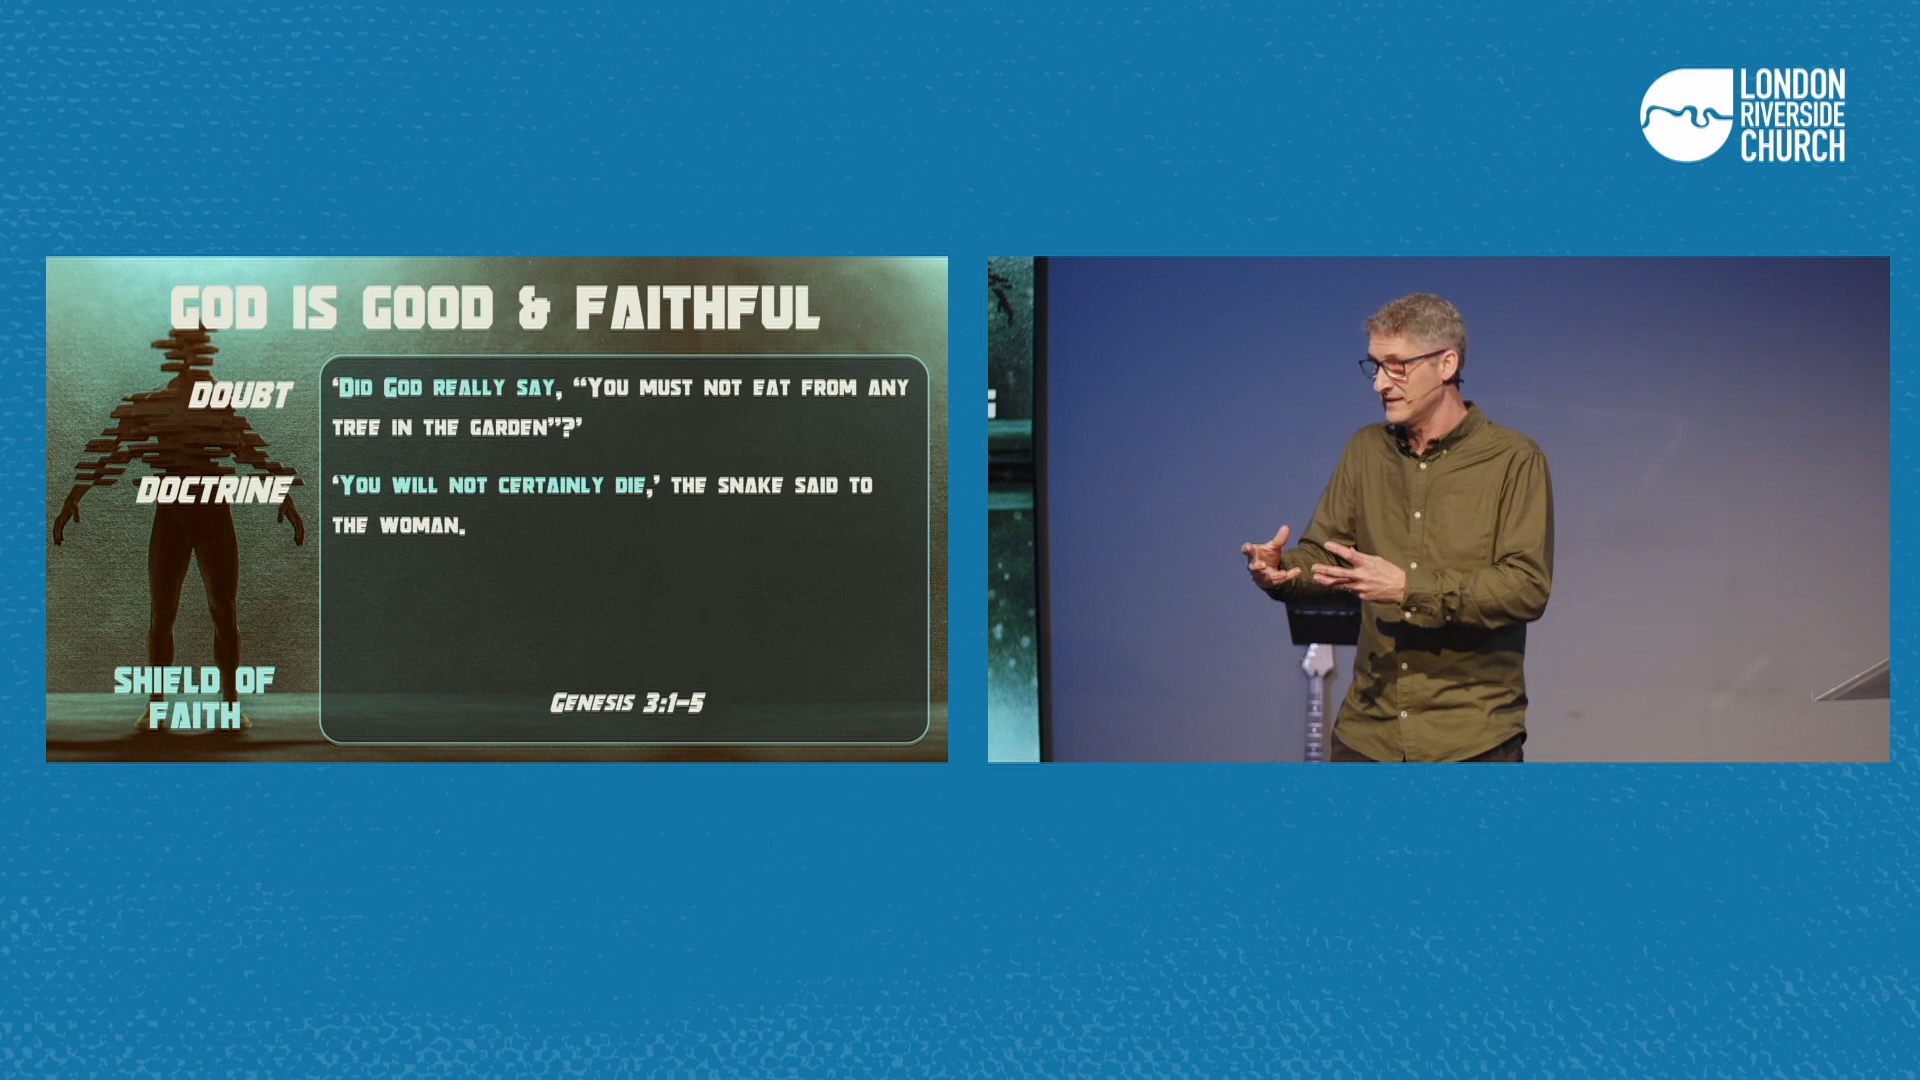 LONDON
RIVERSIDE
CHURCH
GOD IS GOOD & FAITHFUL
DOUBT
‘Did God really say, “You must not eat from any
tree in the garden”?’
DOCTRINE
‘You will not certainly die,’ the snake said to
the woman.
SHIELD OF
FAITH
Genesis 3:1–5